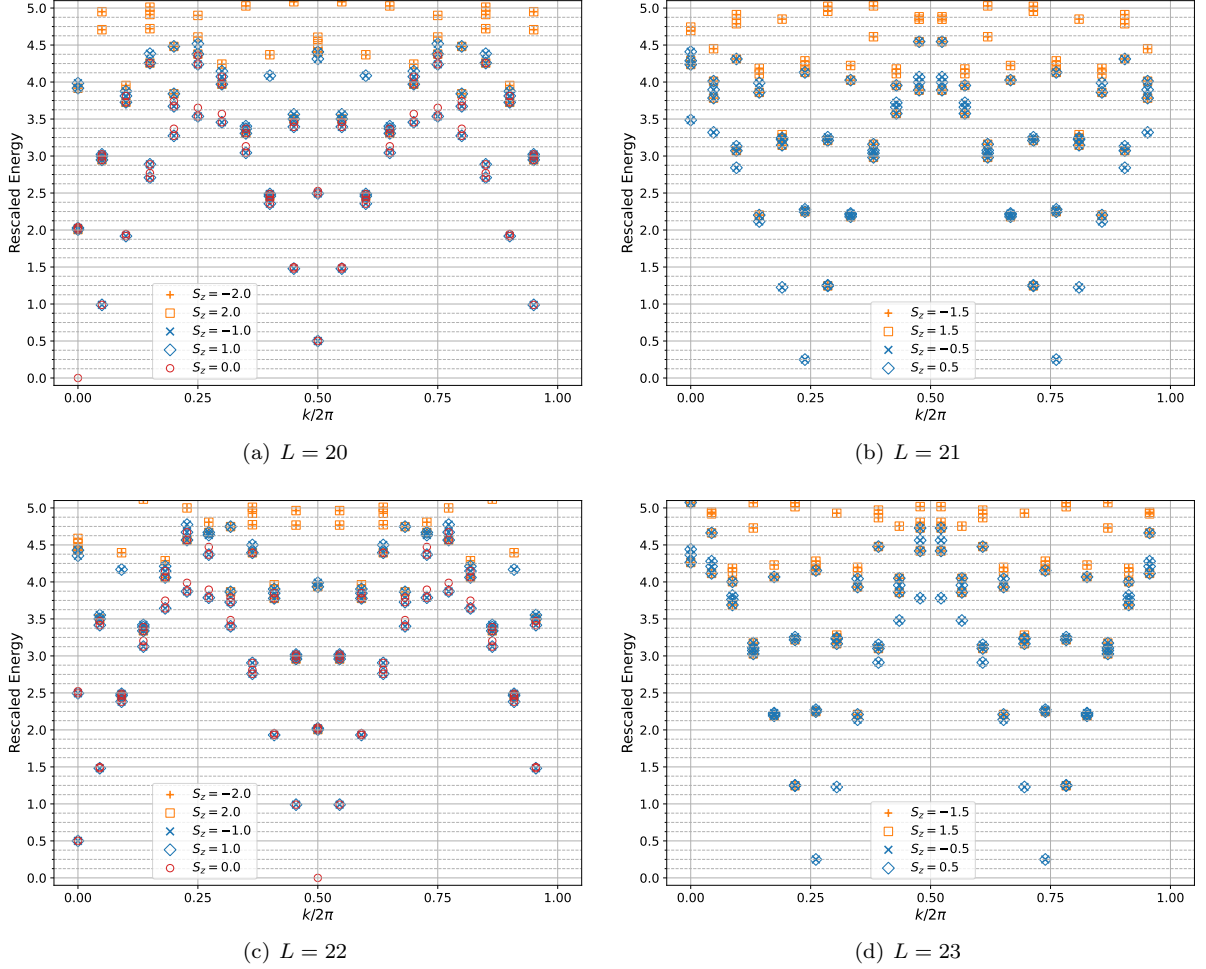 Rescaled Energy
5.0
4.5
4.0
3.5
3.0
2.5
2.0
1.5
1.0
0.5
0.0
S_z = −2.0
S_z = 2.0
S_z = −1.0
S_z = 1.0
S_z = 0.0
0.00 0.25 0.50 0.75 1.00
k/2π
(a) L = 20
Rescaled Energy
5.0
4.5
4.0
3.5
3.0
2.5
2.0
1.5
1.0
0.5
0.0
S_z = −1.5
S_z = 1.5
S_z = −0.5
S_z = 0.5
0.00 0.25 0.50 0.75 1.00
k/2π
(b) L = 21
Rescaled Energy
5.0
4.5
4.0
3.5
3.0
2.5
2.0
1.5
1.0
0.5
0.0
S_z = −2.0
S_z = 2.0
S_z = −1.0
S_z = 1.0
S_z = 0.0
0.00 0.25 0.50 0.75 1.00
k/2π
(c) L = 22
Rescaled Energy
5.0
4.5
4.0
3.5
3.0
2.5
2.0
1.5
1.0
0.5
0.0
S_z = −1.5
S_z = 1.5
S_z = −0.5
S_z = 0.5
0.00 0.25 0.50 0.75 1.00
k/2π
(d) L = 23